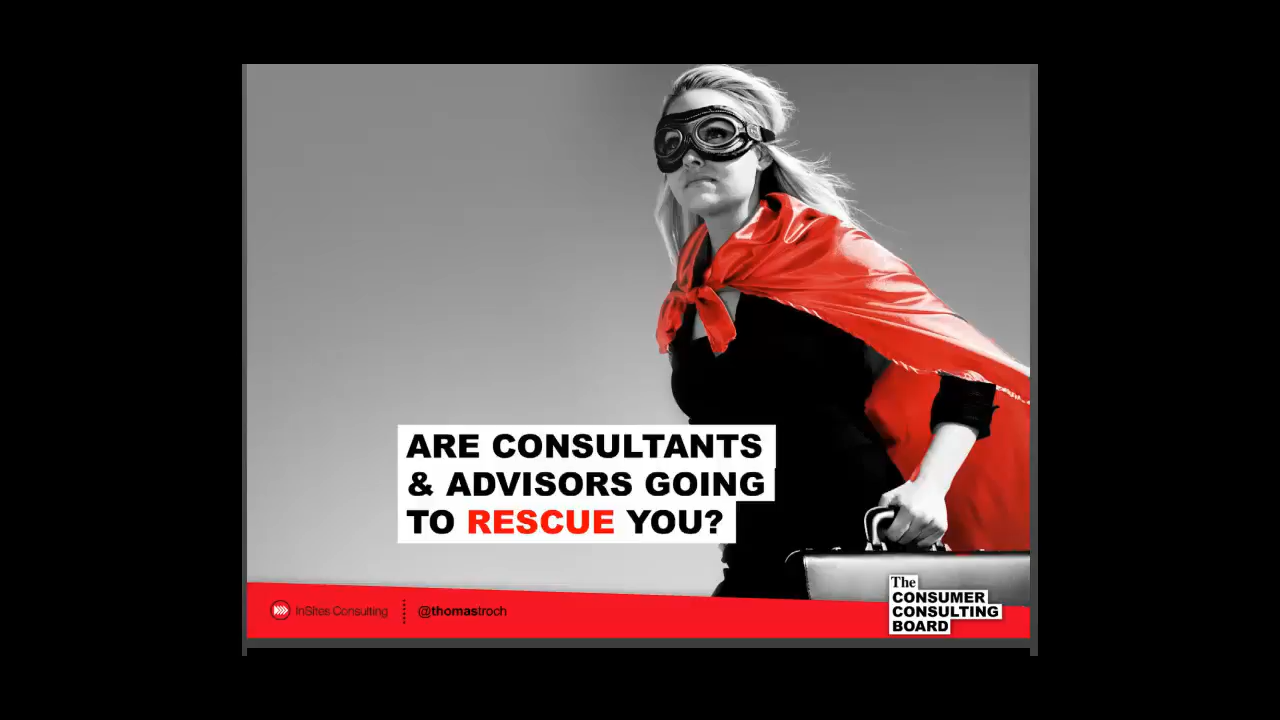 ARE CONSULTANTS
& ADVISORS GOING
TO RESCUE YOU?
InSites Consulting
@thomastroch
The
CONSUMER
CONSULTING
BOARD